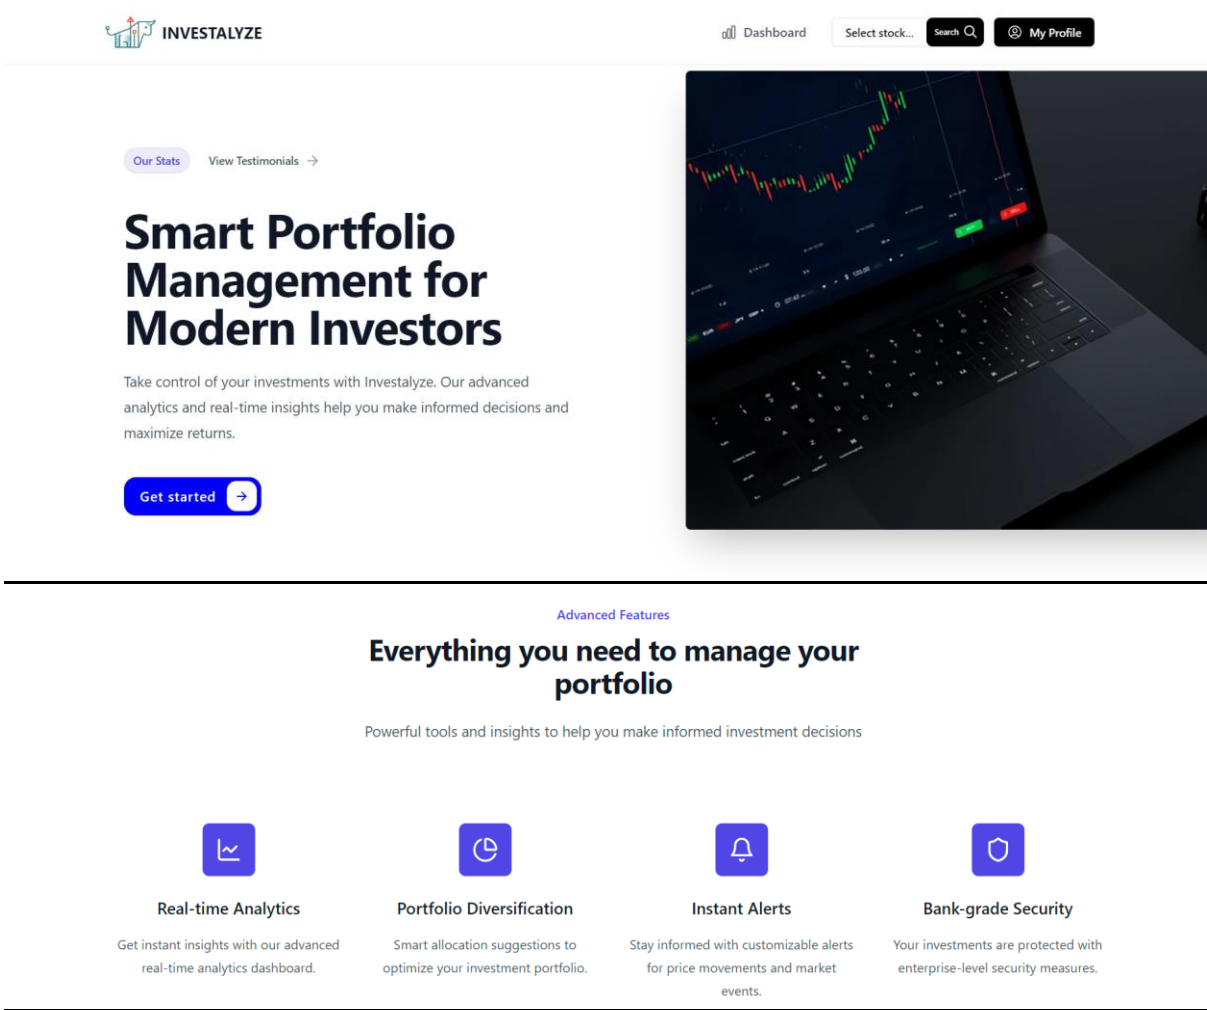 INVESTALYZE
Dashboard
Select stock...
Search
My Profile
Our Stats
View Testimonials →
Smart Portfolio
Management for
Modern Investors
Take control of your investments with Investalyze. Our advanced
analytics and real-time insights help you make informed decisions and
maximize returns.
Get started →
Advanced Features
Everything you need to manage your
portfolio
Powerful tools and insights to help you make informed investment decisions
Real-time Analytics
Get instant insights with our advanced
real-time analytics dashboard.
Portfolio Diversification
Smart allocation suggestions to
optimize your investment portfolio.
Instant Alerts
Stay informed with customizable alerts
for price movements and market
events.
Bank-grade Security
Your investments are protected with
enterprise-level security measures.